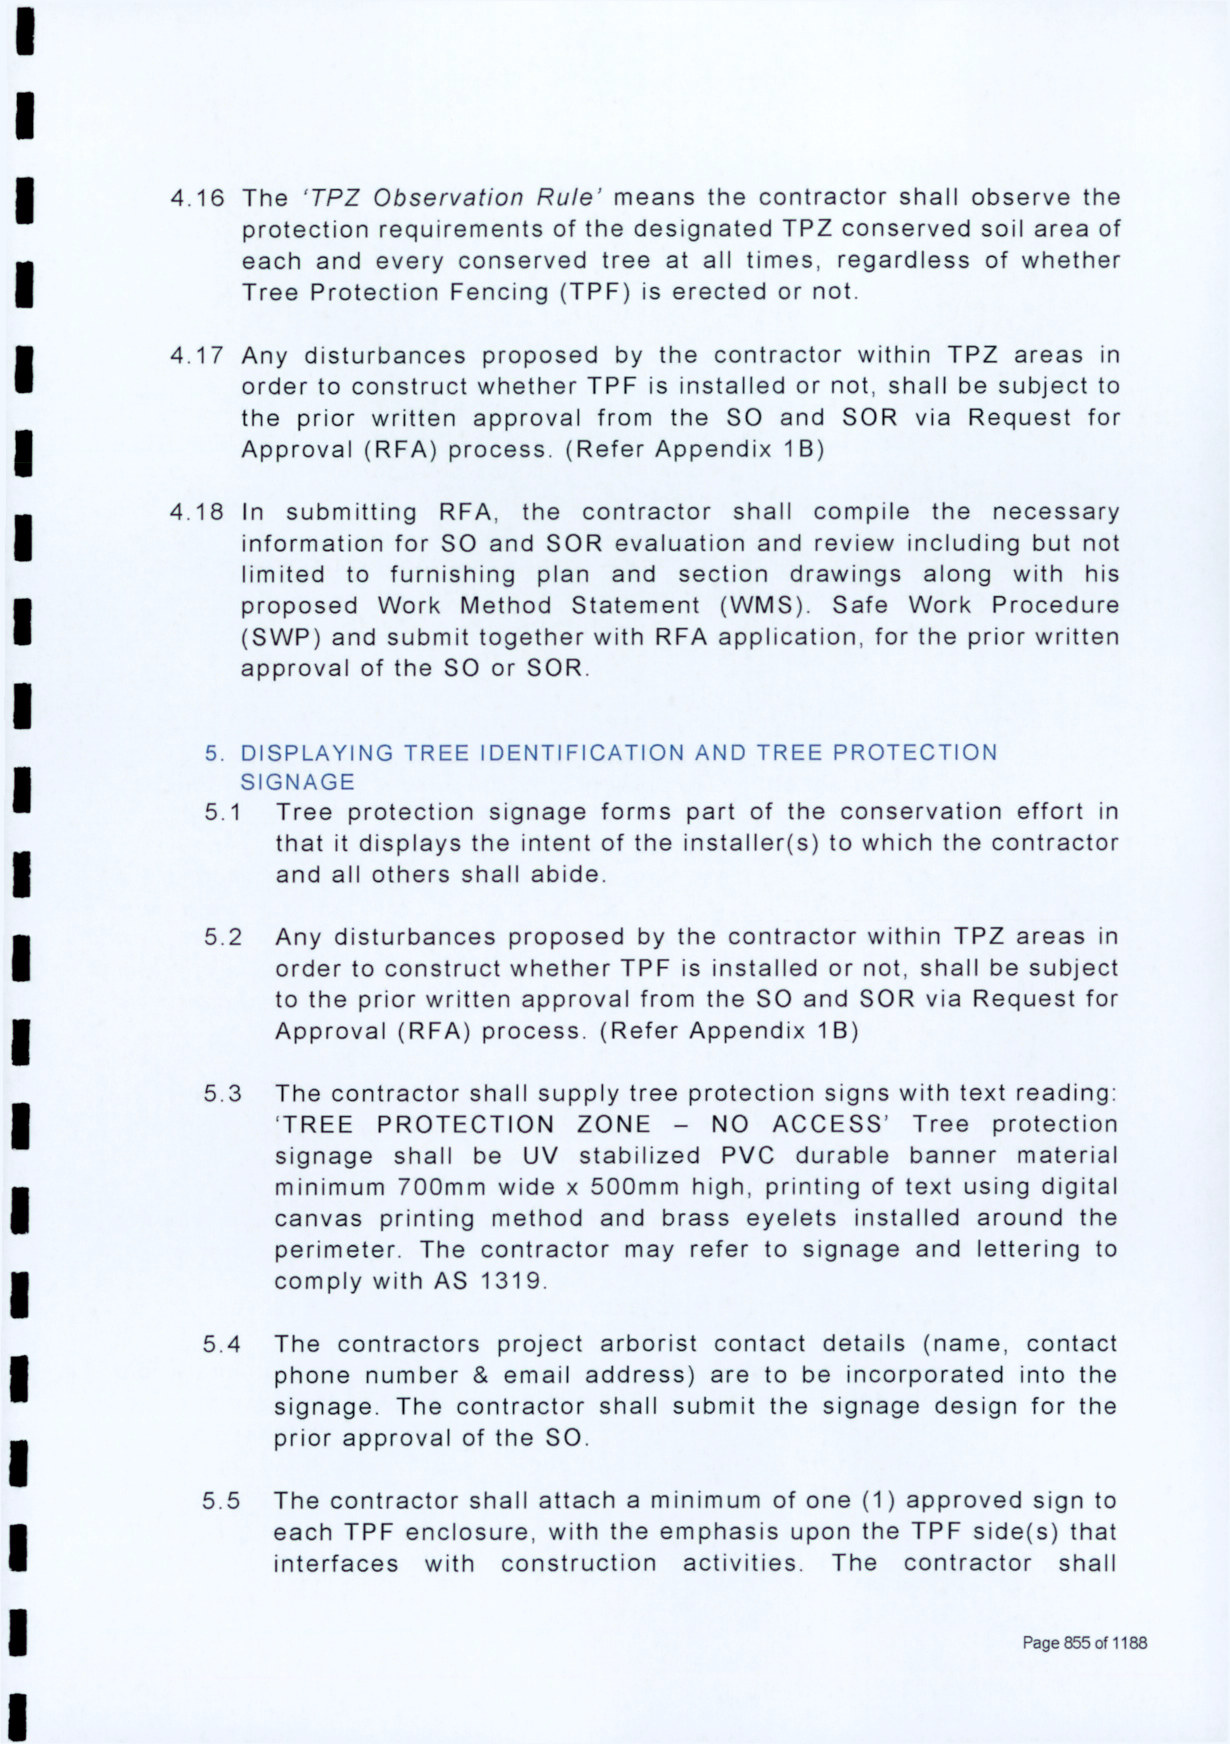 4.16 The ‘TPZ Observation Rule’ means the contractor shall observe the
protection requirements of the designated TPZ conserved soil area of
each and every conserved tree at all times, regardless of whether
Tree Protection Fencing (TPF) is erected or not.
4.17 Any disturbances proposed by the contractor within TPZ areas in
order to construct whether TPF is installed or not, shall be subject to
the prior written approval from the SO and SOR via Request for
Approval (RFA) process. (Refer Appendix 1B)
4.18 In submitting RFA, the contractor shall compile the necessary
information for SO and SOR evaluation and review including but not
limited to furnishing plan and section drawings along with his
proposed Work Method Statement (WMS). Safe Work Procedure
(SWP) and submit together with RFA application, for the prior written
approval of the SO or SOR.
5. DISPLAYING TREE IDENTIFICATION AND TREE PROTECTION
SIGNAGE
5.1 Tree protection signage forms part of the conservation effort in
that it displays the intent of the installer(s) to which the contractor
and all others shall abide.
5.2 Any disturbances proposed by the contractor within TPZ areas in
order to construct whether TPF is installed or not, shall be subject
to the prior written approval from the SO and SOR via Request for
Approval (RFA) process. (Refer Appendix 1B)
5.3 The contractor shall supply tree protection signs with text reading:
‘TREE PROTECTION ZONE – NO ACCESS’ Tree protection
signage shall be UV stabilized PVC durable banner material
minimum 700mm wide x 500mm high, printing of text using digital
canvas printing method and brass eyelets installed around the
perimeter. The contractor may refer to signage and lettering to
comply with AS 1319.
5.4 The contractors project arborist contact details (name, contact
phone number & email address) are to be incorporated into the
signage. The contractor shall submit the signage design for the
prior approval of the SO.
5.5 The contractor shall attach a minimum of one (1) approved sign to
each TPF enclosure, with the emphasis upon the TPF side(s) that
interfaces with construction activities. The contractor shall
Page 855 of 1188